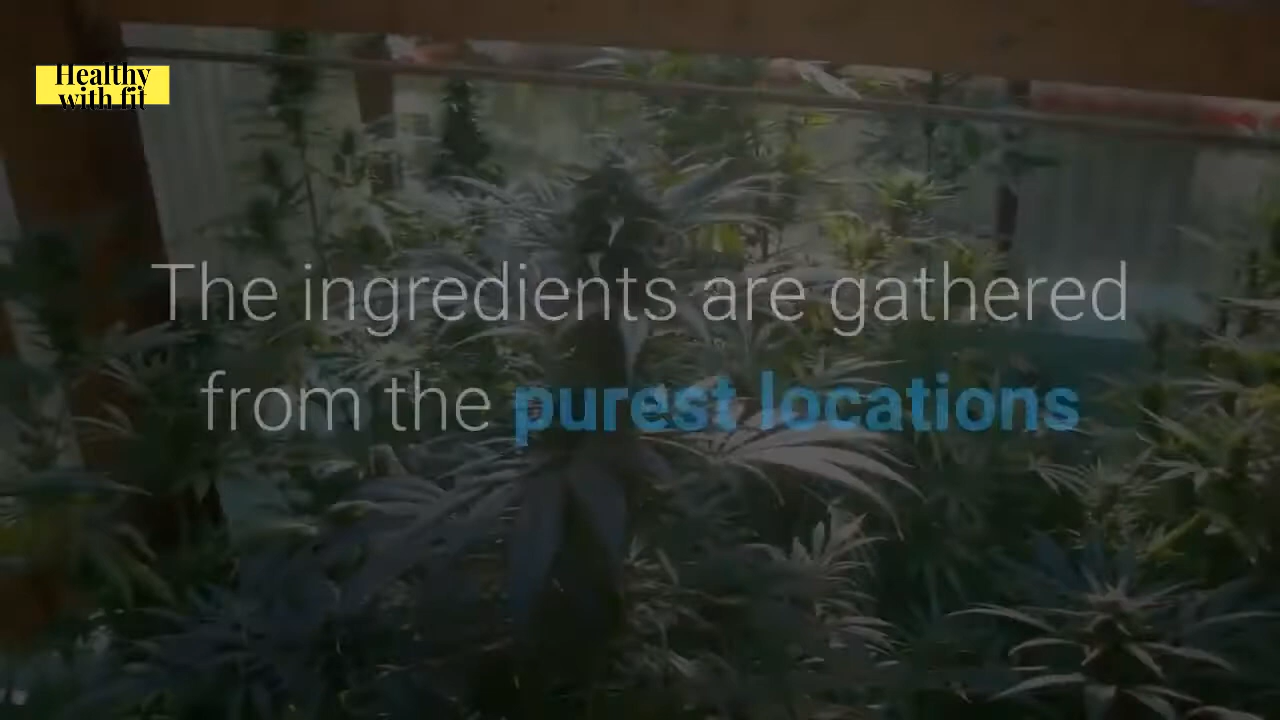 Healthy
with fit
The ingredients are gathered
from the purest locations